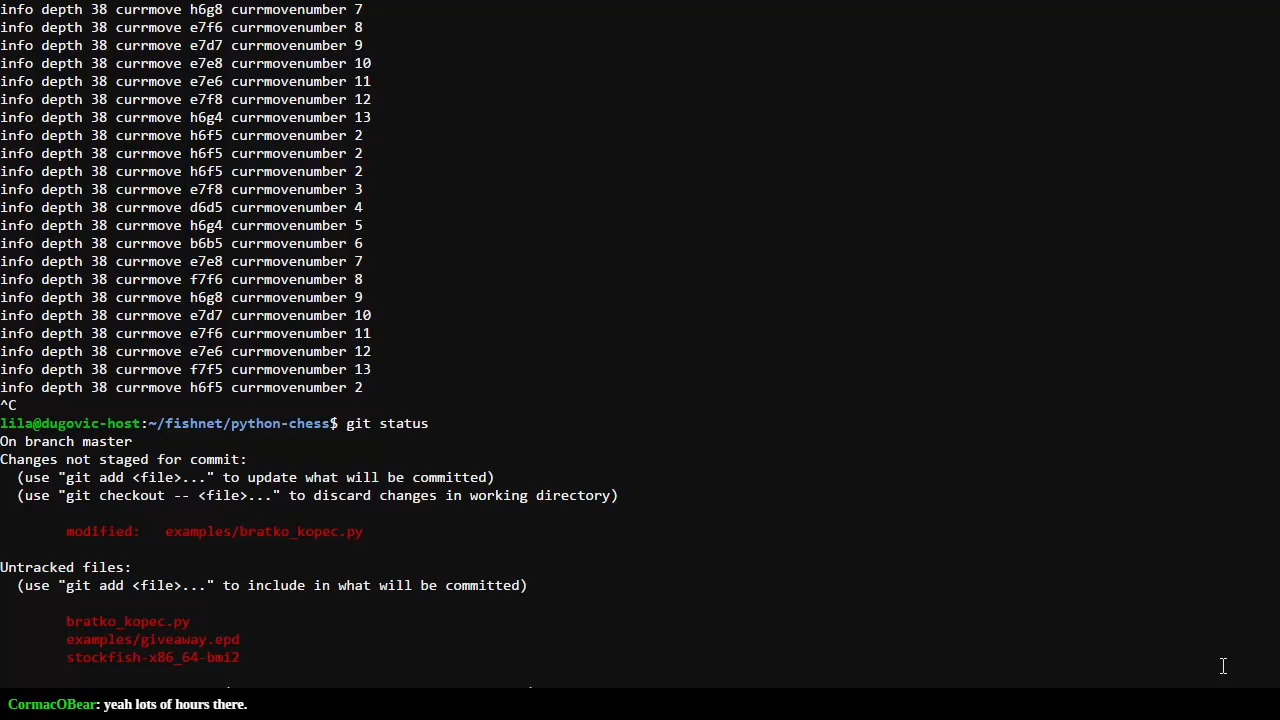 info depth 38 currmove h6g8 currmovenumber 7
info depth 38 currmove e7f6 currmovenumber 8
info depth 38 currmove e7d7 currmovenumber 9
info depth 38 currmove e7e8 currmovenumber 10
info depth 38 currmove e7e6 currmovenumber 11
info depth 38 currmove e7f8 currmovenumber 12
info depth 38 currmove h6g4 currmovenumber 13
info depth 38 currmove h6f5 currmovenumber 2
info depth 38 currmove h6f5 currmovenumber 2
info depth 38 currmove h6f5 currmovenumber 2
info depth 38 currmove e7f8 currmovenumber 3
info depth 38 currmove d6d5 currmovenumber 4
info depth 38 currmove h6g4 currmovenumber 5
info depth 38 currmove b6b5 currmovenumber 6
info depth 38 currmove e7e8 currmovenumber 7
info depth 38 currmove f7f6 currmovenumber 8
info depth 38 currmove h6g8 currmovenumber 9
info depth 38 currmove e7d7 currmovenumber 10
info depth 38 currmove e7f6 currmovenumber 11
info depth 38 currmove e7e6 currmovenumber 12
info depth 38 currmove f7f5 currmovenumber 13
info depth 38 currmove h6f5 currmovenumber 2
^C
lila@dugovic-host:~/fishnet/python-chess$ git status
On branch master
Changes not staged for commit:
  (use "git add <file>..." to update what will be committed)
  (use "git checkout -- <file>..." to discard changes in working directory)
        modified:   examples/bratko_kopec.py
Untracked files:
  (use "git add <file>..." to include in what will be committed)
        bratko_kopec.py
        examples/giveaway.epd
        stockfish-x86_64-bmi2
CormacOBear: yeah lots of hours there.